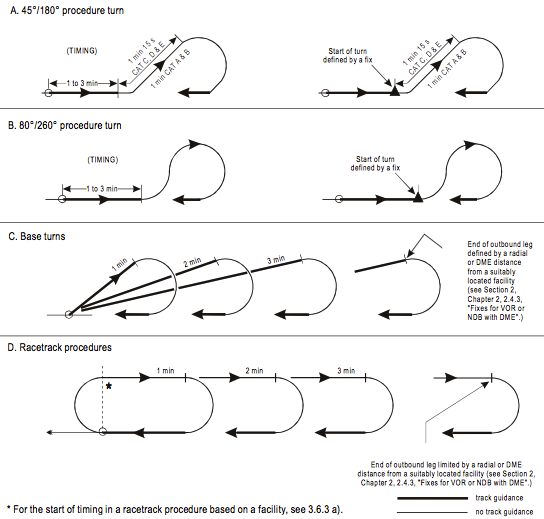 A. 45°/180° procedure turn
(TIMING)
1 to 3 min
1 min 15 s
CAT C, D & E
1 min CAT A & B
Start of turn
defined by a fix
1 min 15 s
CAT C, D & E
1 min CAT A & B
B. 80°/260° procedure turn
(TIMING)
1 to 3 min
Start of turn
defined by a fix
C. Base turns
1 min
2 min
3 min
End of outbound leg
defined by a radial
or DME distance
from a suitably
located facility
(see Section 2,
Chapter 2, 2.4.3,
"Fixes for VOR or
NDB with DME".)
D. Racetrack procedures
1 min
2 min
3 min
*
End of outbound leg limited by a radial or DME
distance from a suitably located facility (see Section 2,
Chapter 2, 2.4.3, "Fixes for VOR or NDB with DME".)
track guidance
no track guidance
* For the start of timing in a racetrack procedure based on a facility, see 3.6.3 a).